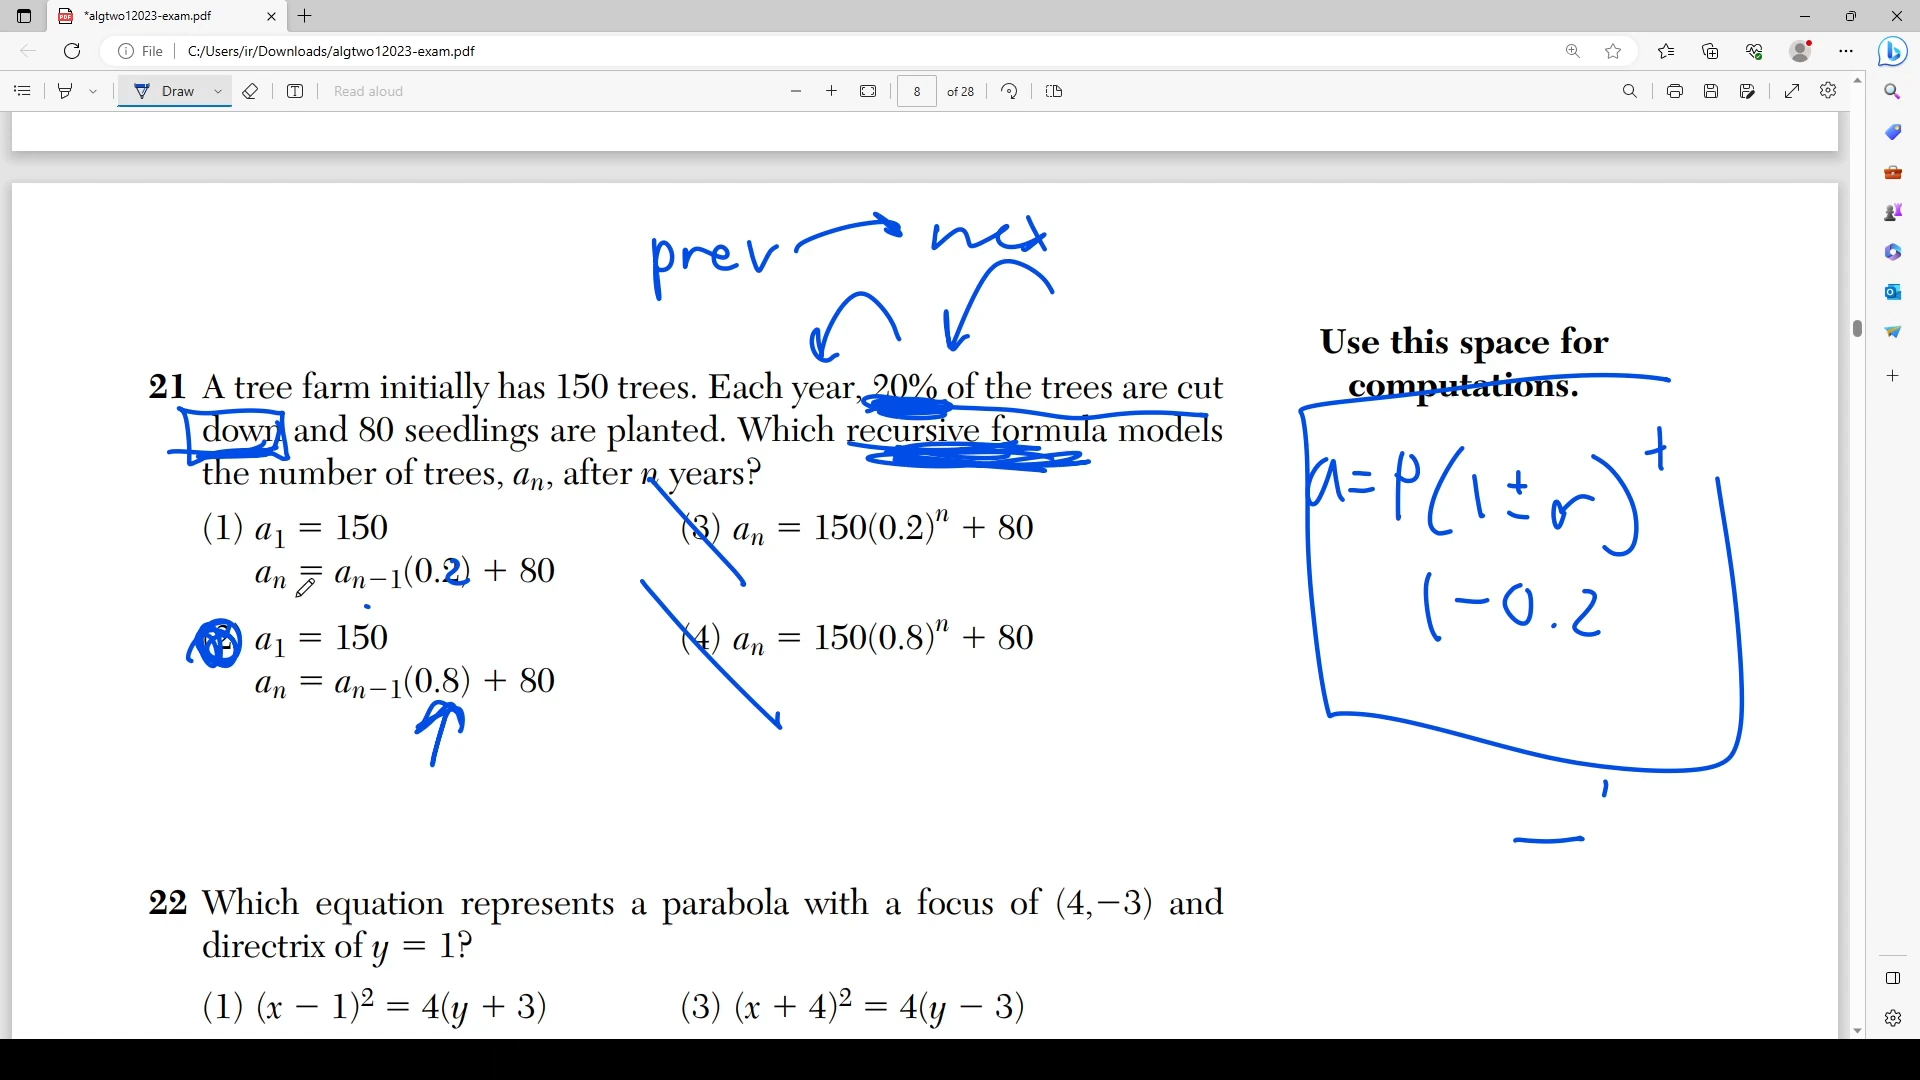 *algtwo12023-exam.pdf
File C:/Users/ir/Downloads/algtwo12023-exam.pdf
Draw Read aloud 8 of 28
prev nex
Use this space for
computations.
21 A tree farm initially has 150 trees. Each year, 20% of the trees are cut
down and 80 seedlings are planted. Which recursive formula models
the number of trees, aₙ, after n years?
(1) a₁ = 150
aₙ = aₙ₋₁(0.2) + 80
(2) a₁ = 150
aₙ = aₙ₋₁(0.8) + 80
(3) aₙ = 150(0.2)ⁿ + 80
(4) aₙ = 150(0.8)ⁿ + 80
a=P(1±r)ᵗ
1-0.2
22 Which equation represents a parabola with a focus of (4,−3) and
directrix of y = 1?
(1) (x − 1)² = 4(y + 3)
(3) (x + 4)² = 4(y − 3)